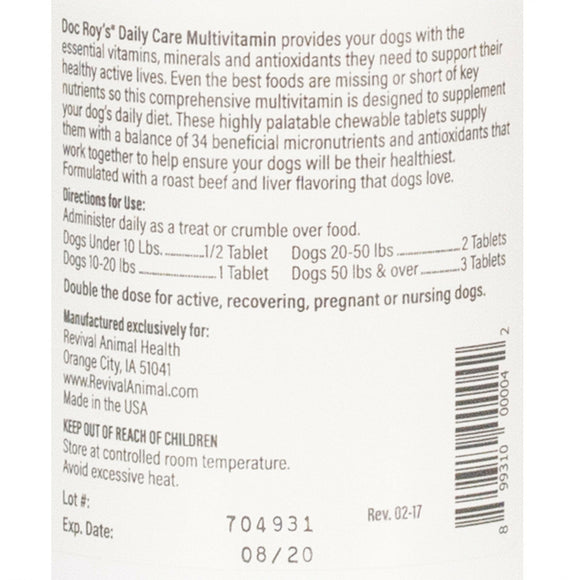 Doc Roy's® Daily Care Multivitamin provides your dogs with the
essential vitamins, minerals and antioxidants they need to support their
healthy active lives. Even the best foods are missing or short of key
nutrients so this comprehensive multivitamin is designed to supplement
your dog's daily diet. These highly palatable chewable tablets supply
them with a balance of 34 beneficial micronutrients and antioxidants that
work together to help ensure your dogs will be their healthiest.
Formulated with a roast beef and liver flavoring that dogs love.
Directions for Use:
Administer daily as a treat or crumble over food.
Dogs Under 10 Lbs. 1/2 Tablet Dogs 20-50 lbs 2 Tablets
Dogs 10-20 lbs 1 Tablet Dogs 50 lbs & over 3 Tablets
Double the dose for active, recovering, pregnant or nursing dogs.
Manufactured exclusively for:
Revival Animal Health
Orange City, IA 51041
www.RevivalAnimal.com
Made in the USA
KEEP OUT OF REACH OF CHILDREN
Store at controlled room temperature.
Avoid excessive heat.
Lot #: 704931 Rev. 02-17
Exp. Date: 08/20
8 99310 00004 2